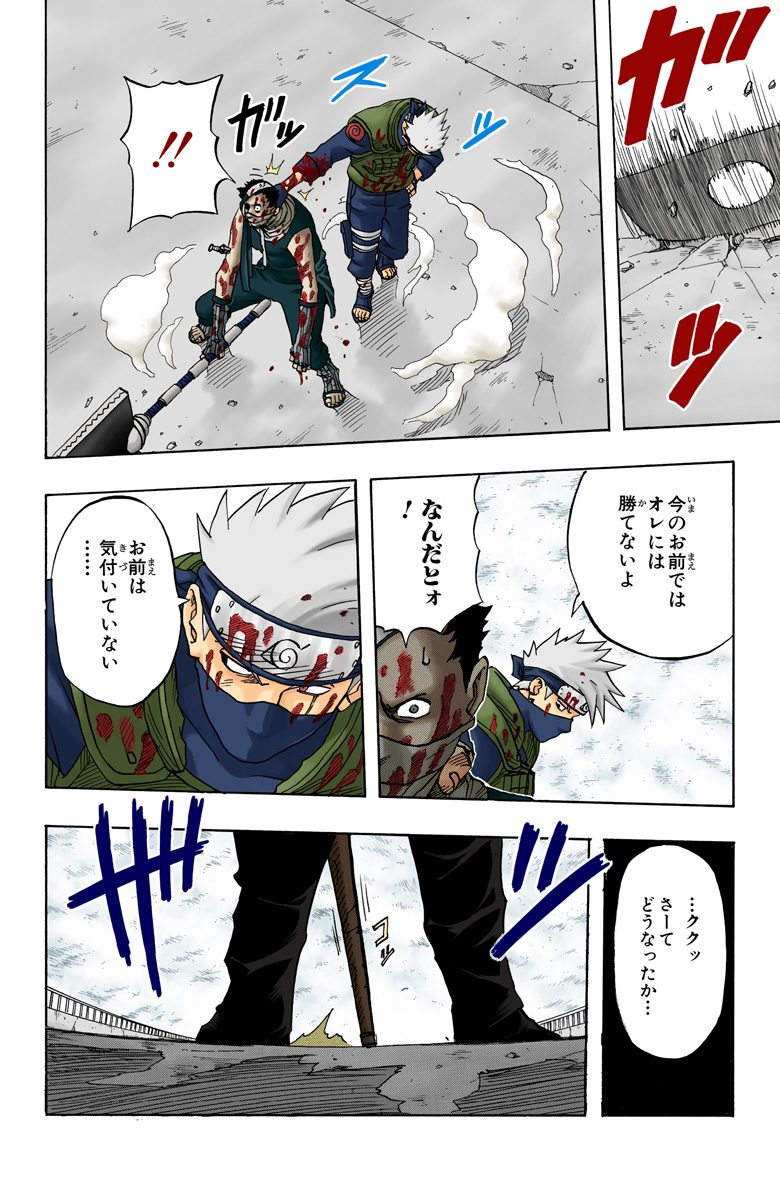 ガッ
スッ
ガッ
!!
今のお前では
オレには
勝てないよ
なんだとォ
!
お前は
気付いていない
……
…ククッ
さーて
どうなったか…
コッ
ザッ